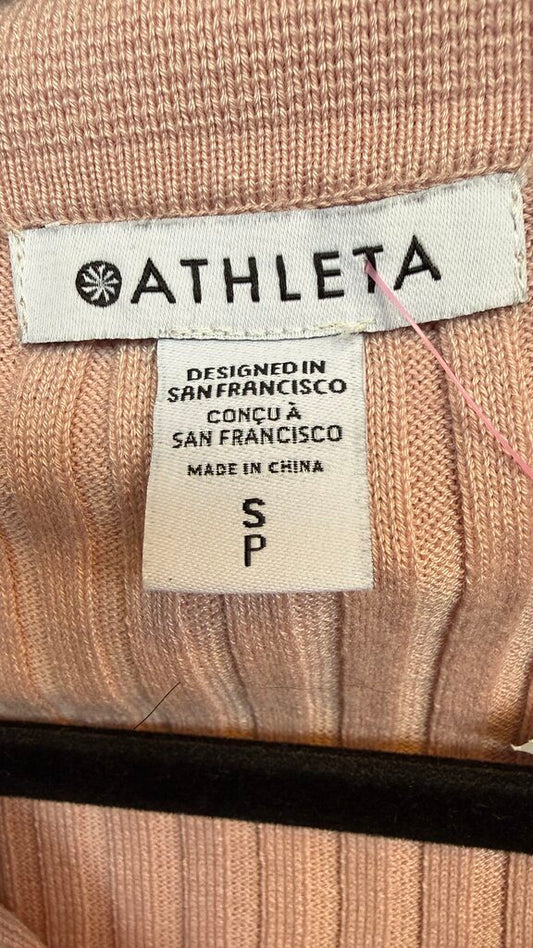 ATHLETA
DESIGNED IN
SAN FRANCISCO
CONÇU À
SAN FRANCISCO
MADE IN CHINA
S
P